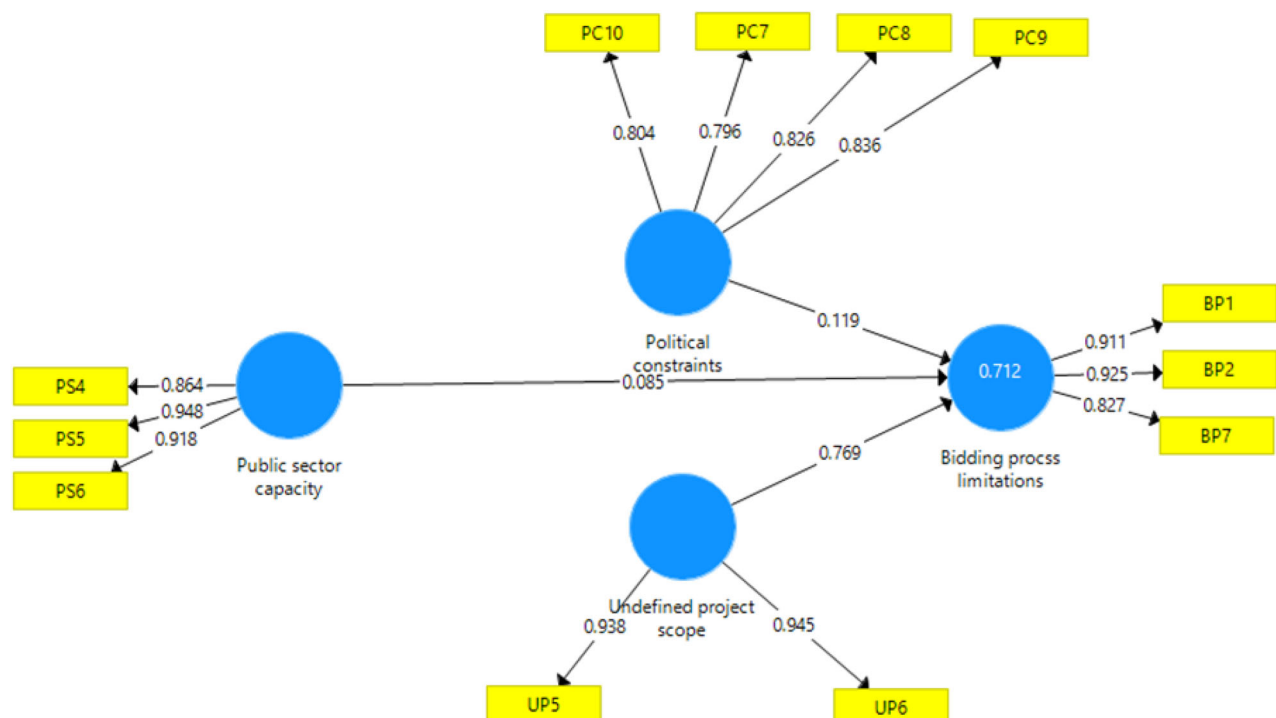 PC10
PC7
PC8
PC9
0.804
0.796
0.826
0.836
Political
constraints
0.119
BP1
0.911
PS4
0.864
0.085
0.712
0.925
BP2
PS5
0.948
0.827
BP7
PS6
0.918
Public sector
capacity
0.769
Bidding procss
limitations
Undefined project
scope
0.938
0.945
UP5
UP6